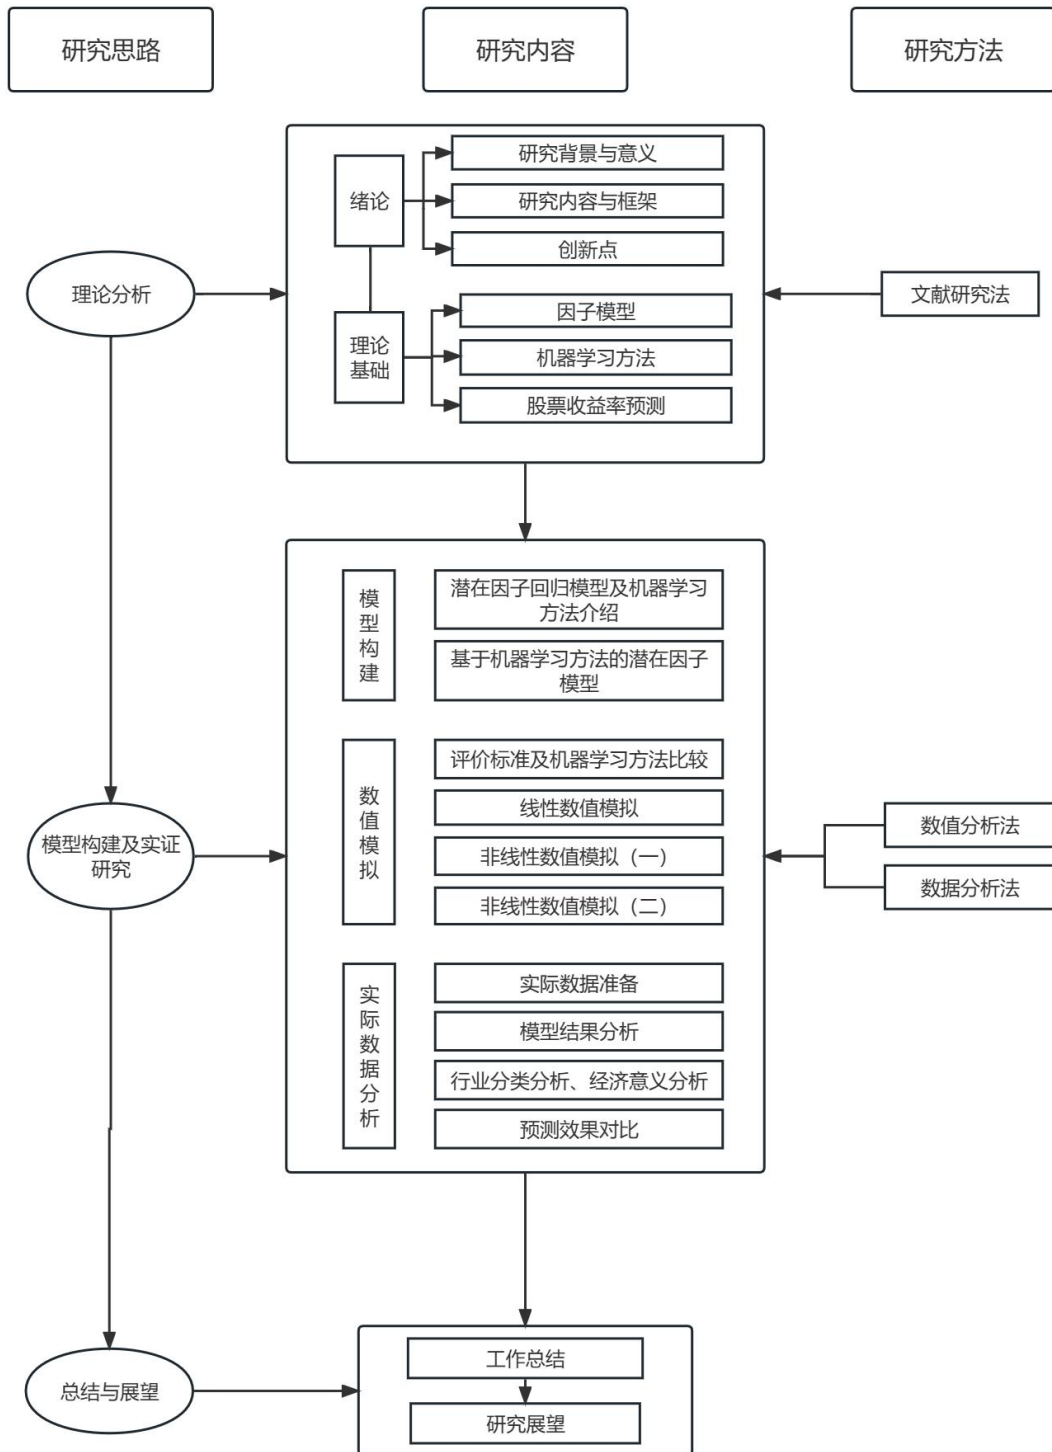 研究思路
研究内容
研究方法
研究背景与意义
绪论
研究内容与框架
创新点
理论分析
文献研究法
因子模型
理论
基础
机器学习方法
股票收益率预测
模型构建
潜在因子回归模型及机器学习
方法介绍
基于机器学习方法的潜在因子
模型
数值模拟
评价标准及机器学习方法比较
线性数值模拟
非线性数值模拟（一）
非线性数值模拟（二）
模型构建及实证
研究
数值分析法
数据分析法
实际数据分析
实际数据准备
模型结果分析
行业分类分析、经济意义分析
预测效果对比
总结与展望
工作总结
研究展望